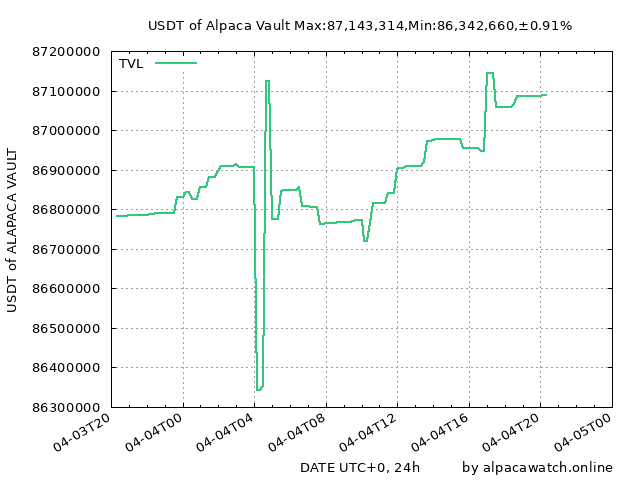 USDT of Alpaca Vault Max:87,143,314,Min:86,342,660,±0.91%
TVL
87200000
87100000
87000000
86900000
86800000
86700000
86600000
86500000
86400000
86300000
USDT of ALAPACA VAULT
04-03T20
04-04T00
04-04T04
04-04T08
04-04T12
04-04T16
04-04T20
04-05T00
DATE UTC+0, 24h
by alpacawatch.online